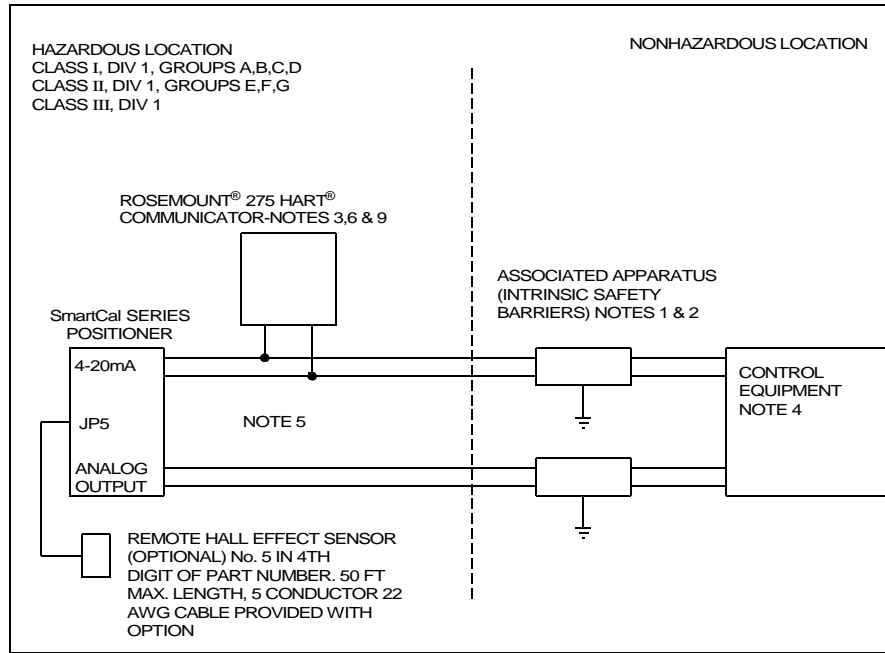 HAZARDOUS LOCATION
CLASS I, DIV 1, GROUPS A,B,C,D
CLASS II, DIV 1, GROUPS E,F,G
CLASS III, DIV 1
NONHAZARDOUS LOCATION
ROSEMOUNT® 275 HART®
COMMUNICATOR-NOTES 3,6 & 9
ASSOCIATED APPARATUS
(INTRINSIC SAFETY
BARRIERS) NOTES 1 & 2
SmartCal SERIES
POSITIONER
4-20mA
JP5
ANALOG
OUTPUT
NOTE 5
CONTROL
EQUIPMENT
NOTE 4
REMOTE HALL EFFECT SENSOR
(OPTIONAL) No. 5 IN 4TH
DIGIT OF PART NUMBER. 50 FT
MAX. LENGTH, 5 CONDUCTOR 22
AWG CABLE PROVIDED WITH
OPTION